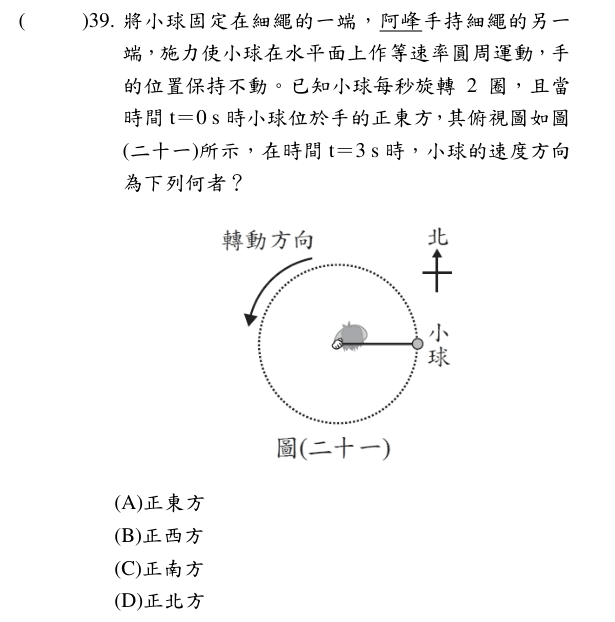 (　　)39. 將小球固定在細繩的一端，阿峰手持細繩的另一
端，施力使小球在水平面上作等速率圓周運動，手
的位置保持不動。已知小球每秒旋轉 2 圈，且當
時間 t＝0 s 時小球位於手的正東方，其俯視圖如圖
(二十一)所示，在時間 t＝3 s 時，小球的速度方向
為下列何者？
轉動方向
北
小
球
圖(二十一)
(A)正東方
(B)正西方
(C)正南方
(D)正北方